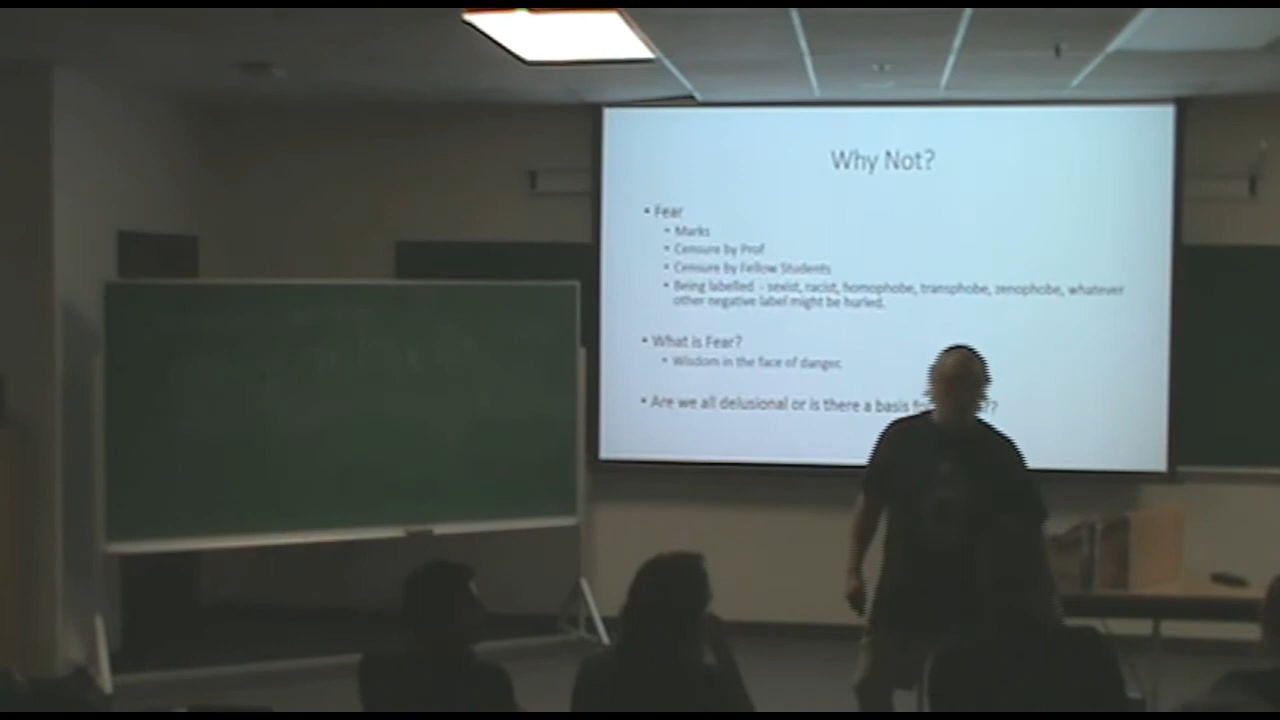 Why Not?
• Fear
• Marks
• Censure by Prof
• Censure by Fellow Students
• Being labelled - sexist, racist, homophobe, transphobe, zenophobe, whatever
other negative label might be hurled.
• What is Fear?
• Wisdom in the face of danger.
• Are we all delusional or is there a basis ??